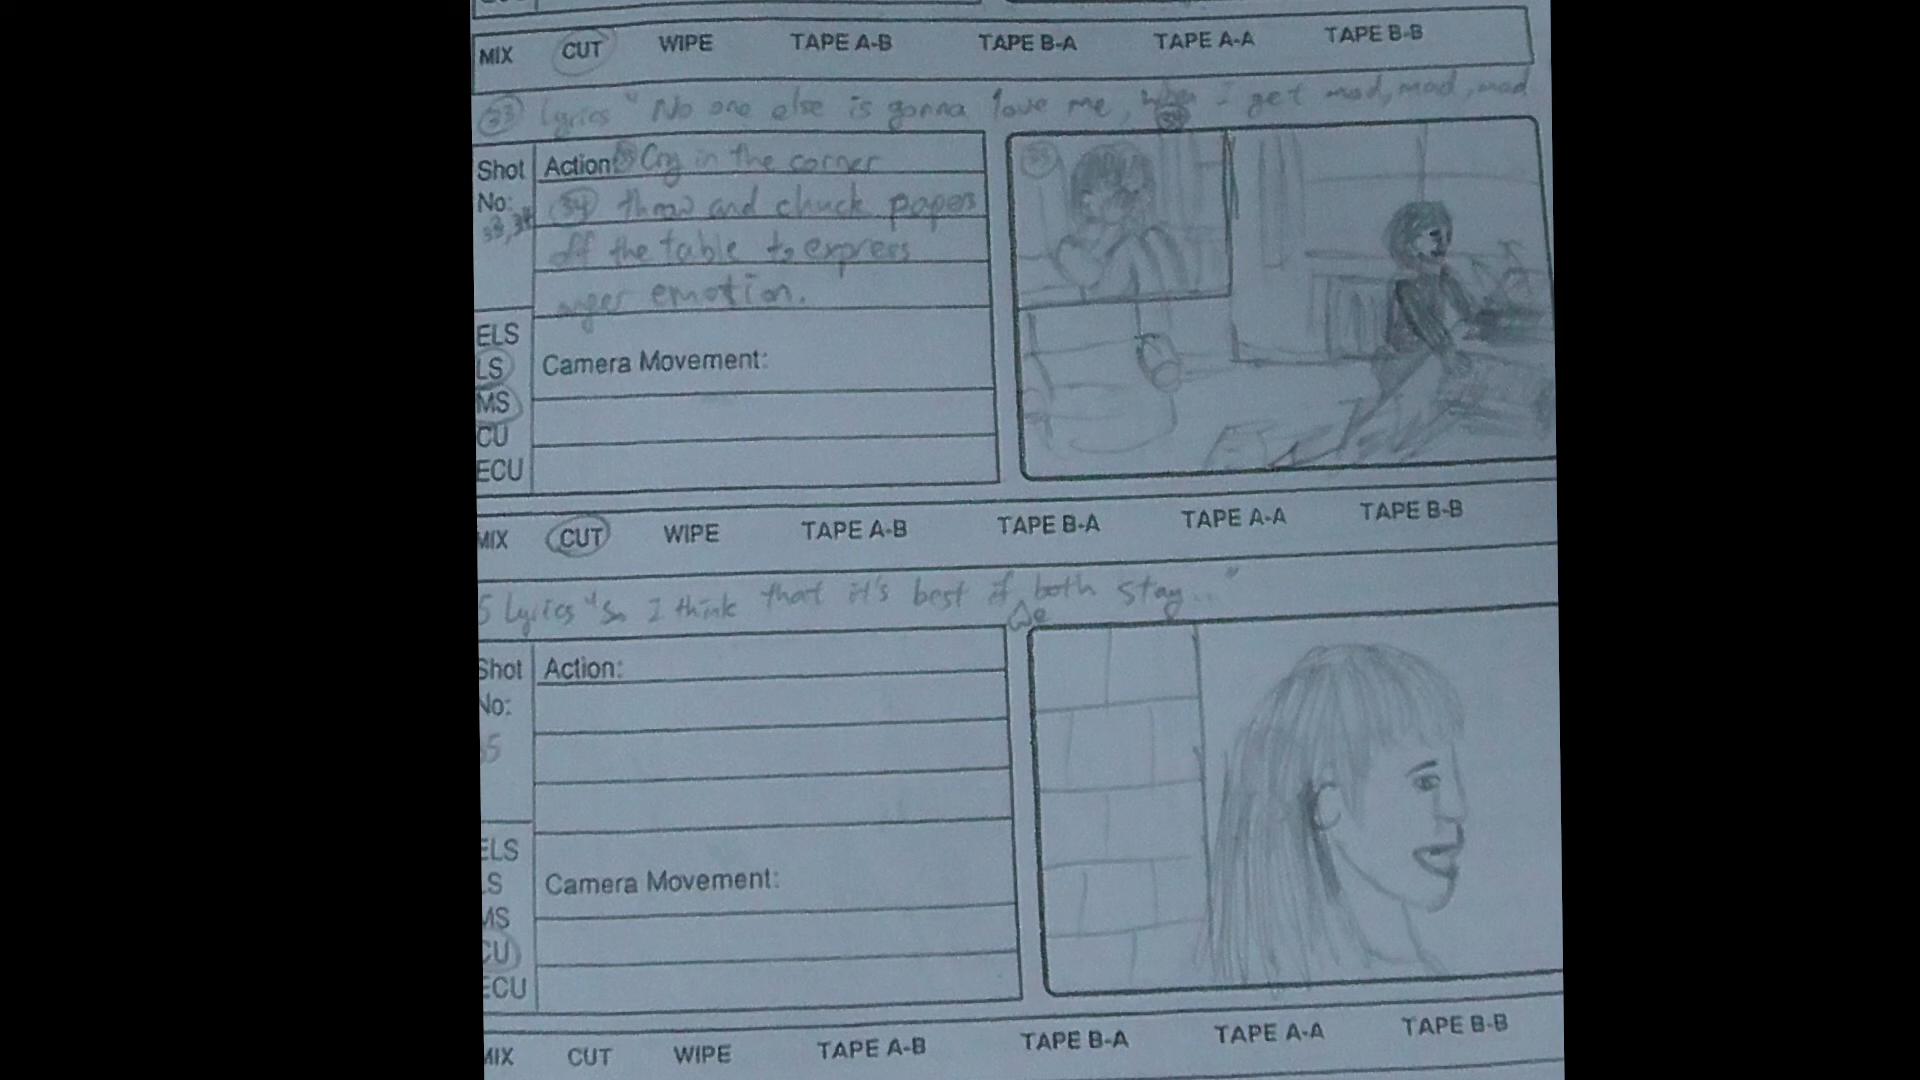 MIX CUT WIPE TAPE A-B TAPE B-A TAPE A-A TAPE B-B
33 Lyrics "No one else is gonna love me, when I get mad, mad, mad
34
Shot Action: 33 Cry in the corner
No: 34 throw and chuck papers
33, 34
off the table to express
anger emotion.
33
ELS
LS Camera Movement:
MS
CU
ECU
MIX CUT WIPE TAPE A-B TAPE B-A TAPE A-A TAPE B-B
5 Lyrics "So I think that it's best if we both stay..."
Shot Action:
No:
35
ELS
LS Camera Movement:
MS
CU
ECU
MIX CUT WIPE TAPE A-B TAPE B-A TAPE A-A TAPE B-B